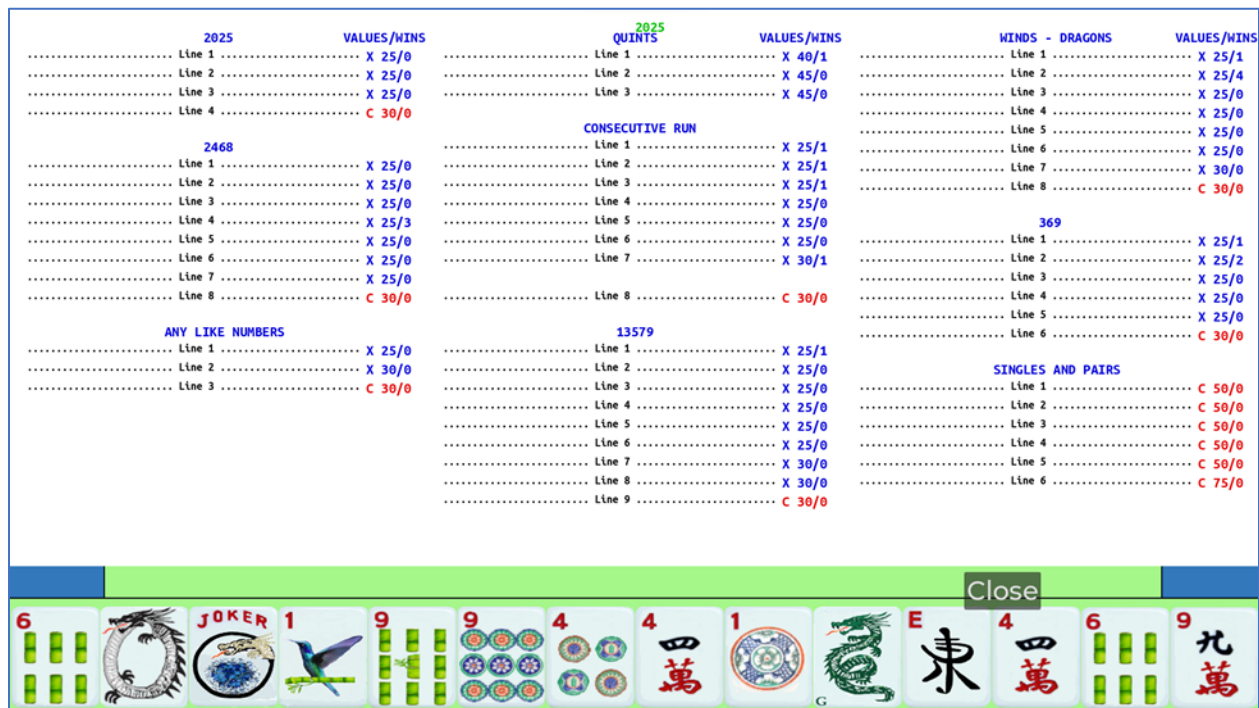 2025
2025 VALUES/WINS
Line 1 X 25/0
Line 2 X 25/0
Line 3 X 25/0
Line 4 C 30/0
2468
Line 1 X 25/0
Line 2 X 25/0
Line 3 X 25/0
Line 4 X 25/3
Line 5 X 25/0
Line 6 X 25/0
Line 7 X 25/0
Line 8 C 30/0
ANY LIKE NUMBERS
Line 1 X 25/0
Line 2 X 30/0
Line 3 C 30/0
QUINTS VALUES/WINS
Line 1 X 40/1
Line 2 X 45/0
Line 3 X 45/0
CONSECUTIVE RUN
Line 1 X 25/1
Line 2 X 25/1
Line 3 X 25/1
Line 4 X 25/0
Line 5 X 25/0
Line 6 X 25/0
Line 7 X 30/1
Line 8 C 30/0
13579
Line 1 X 25/1
Line 2 X 25/0
Line 3 X 25/0
Line 4 X 25/0
Line 5 X 25/0
Line 6 X 25/0
Line 7 X 30/0
Line 8 X 30/0
Line 9 C 30/0
WINDS - DRAGONS VALUES/WINS
Line 1 X 25/1
Line 2 X 25/4
Line 3 X 25/0
Line 4 X 25/0
Line 5 X 25/0
Line 6 X 25/0
Line 7 X 30/0
Line 8 C 30/0
369
Line 1 X 25/1
Line 2 X 25/2
Line 3 X 25/0
Line 4 X 25/0
Line 5 X 25/0
Line 6 C 30/0
SINGLES AND PAIRS
Line 1 C 50/0
Line 2 C 50/0
Line 3 C 50/0
Line 4 C 50/0
Line 5 C 50/0
Line 6 C 75/0
Close
6
JOKER
1
9
9
4
4 四萬
1
G
E 東
4 四萬
6
9 九萬